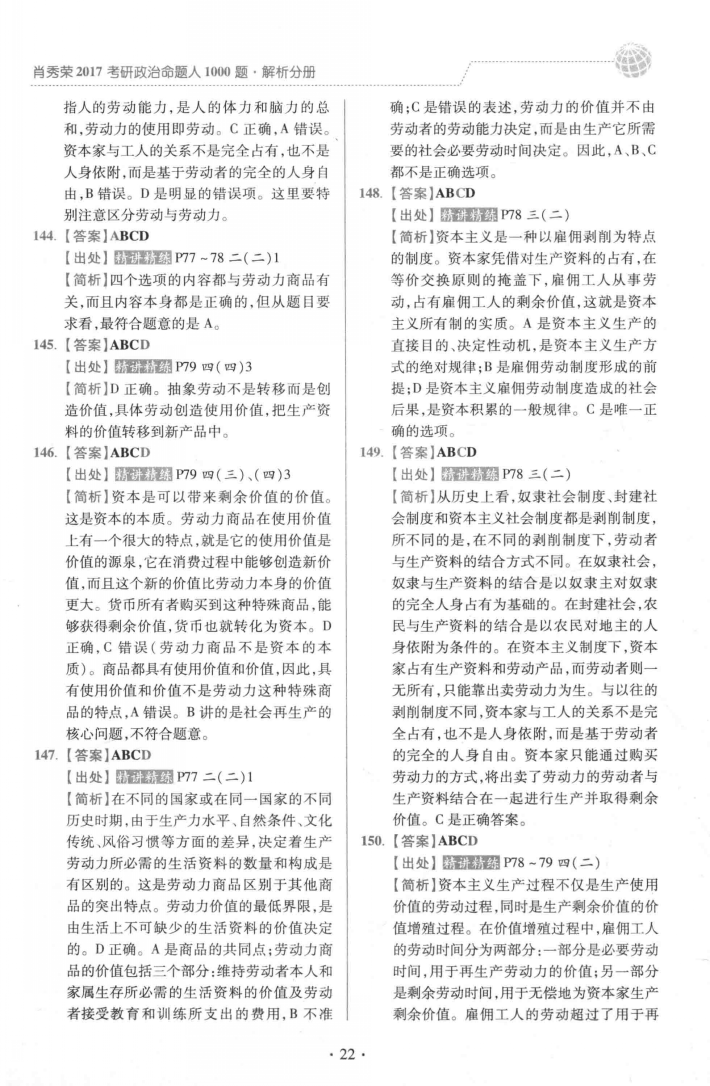 肖秀荣 2017 考研政治命题人 1000 题·解析分册
指人的劳动能力,是人的体力和脑力的总
和,劳动力的使用即劳动。C 正确,A 错误。
资本家与工人的关系不是完全占有,也不是
人身依附,而是基于劳动者的完全的人身自
由,B 错误。D 是明显的错误项。这里要特
别注意区分劳动与劳动力。
144. 【答案】ABCD
【出处】精讲精练 P77～78 二(二)1
【简析】四个选项的内容都与劳动力商品有
关,而且内容本身都是正确的,但从题目要
求看,最符合题意的是 A。
145. 【答案】ABCD
【出处】精讲精练 P79 四(四)3
【简析】D 正确。抽象劳动不是转移而是创
造价值,具体劳动创造使用价值,把生产资
料的价值转移到新产品中。
146. 【答案】ABCD
【出处】精讲精练 P79 四(三)、(四)3
【简析】资本是可以带来剩余价值的价值。
这是资本的本质。劳动力商品在使用价值
上有一个很大的特点,就是它的使用价值是
价值的源泉,它在消费过程中能够创造新价
值,而且这个新的价值比劳动力本身的价值
更大。货币所有者购买到这种特殊商品,能
够获得剩余价值,货币也就转化为资本。D
正确,C 错误(劳动力商品不是资本的本
质)。商品都具有使用价值和价值,因此,具
有使用价值和价值不是劳动力这种特殊商
品的特点,A 错误。B 讲的是社会再生产的
核心问题,不符合题意。
147. 【答案】ABCD
【出处】精讲精练 P77 二(二)1
【简析】在不同的国家或在同一国家的不同
历史时期,由于生产力水平、自然条件、文化
传统、风俗习惯等方面的差异,决定着生产
劳动力所必需的生活资料的数量和构成是
有区别的。这是劳动力商品区别于其他商
品的突出特点。劳动力价值的最低界限,是
由生活上不可缺少的生活资料的价值决定
的。D 正确。A 是商品的共同点;劳动力商
品的价值包括三个部分:维持劳动者本人和
家属生存所必需的生活资料的价值及劳动
者接受教育和训练所支出的费用,B 不准
确;C 是错误的表述,劳动力的价值并不由
劳动者的劳动能力决定,而是由生产它所需
要的社会必要劳动时间决定。因此,A、B、C
都不是正确选项。
148. 【答案】ABCD
【出处】精讲精练 P78 三(二)
【简析】资本主义是一种以雇佣剥削为特点
的制度。资本家凭借对生产资料的占有,在
等价交换原则的掩盖下,雇佣工人从事劳
动,占有雇佣工人的剩余价值,这就是资本
主义所有制的实质。A 是资本主义生产的
直接目的、决定性动机,是资本主义生产方
式的绝对规律;B 是雇佣劳动制度形成的前
提;D 是资本主义雇佣劳动制度造成的社会
后果,是资本积累的一般规律。C 是唯一正
确的选项。
149. 【答案】ABCD
【出处】精讲精练 P78 三(二)
【简析】从历史上看,奴隶社会制度、封建社
会制度和资本主义社会制度都是剥削制度,
所不同的是,在不同的剥削制度下,劳动者
与生产资料的结合方式不同。在奴隶社会,
奴隶与生产资料的结合是以奴隶主对奴隶
的完全人身占有为基础的。在封建社会,农
民与生产资料的结合是以农民对地主的人
身依附为条件的。在资本主义制度下,资本
家占有生产资料和劳动产品,而劳动者则一
无所有,只能靠出卖劳动力为生。与以往的
剥削制度不同,资本家与工人的关系不是完
全占有,也不是人身依附,而是基于劳动者
的完全的人身自由。资本家只能通过购买
劳动力的方式,将出卖了劳动力的劳动者与
生产资料结合在一起进行生产并取得剩余
价值。C 是正确答案。
150. 【答案】ABCD
【出处】精讲精练 P78～79 四(二)
【简析】资本主义生产过程不仅是生产使用
价值的劳动过程,同时是生产剩余价值的价
值增殖过程。在价值增殖过程中,雇佣工人
的劳动时间分为两部分:一部分是必要劳动
时间,用于再生产劳动力的价值;另一部分
是剩余劳动时间,用于无偿地为资本家生产
剩余价值。雇佣工人的劳动超过了用于再
·22·